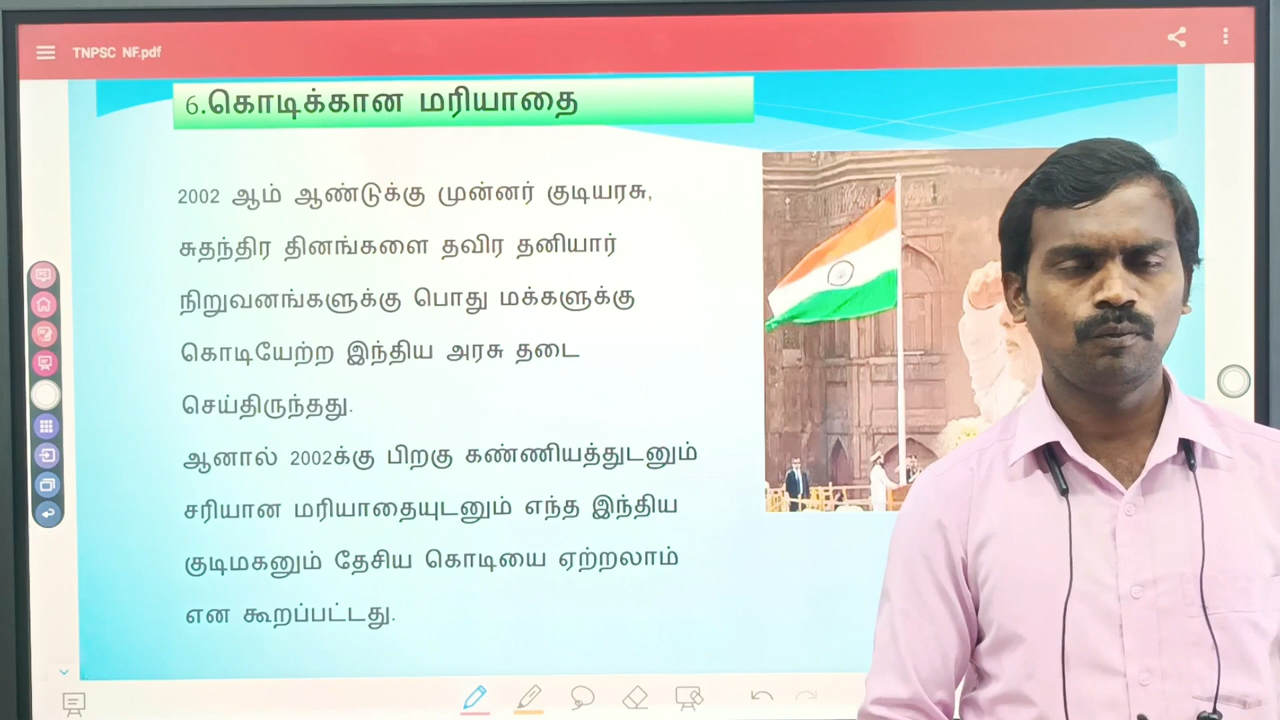 TNPSC NF.pdf
6.கொடிக்கான மரியாதை
2002 ஆம் ஆண்டுக்கு முன்னர் குடியரசு,
சுதந்திர தினங்களை தவிர தனியார்
நிறுவனங்களுக்கு பொது மக்களுக்கு
கொடியேற்ற இந்திய அரசு தடை
செய்திருந்தது.
ஆனால் 2002க்கு பிறகு கண்ணியத்துடனும்
சரியான மரியாதையுடனும் எந்த இந்திய
குடிமகனும் தேசிய கொடியை ஏற்றலாம்
என கூறப்பட்டது.